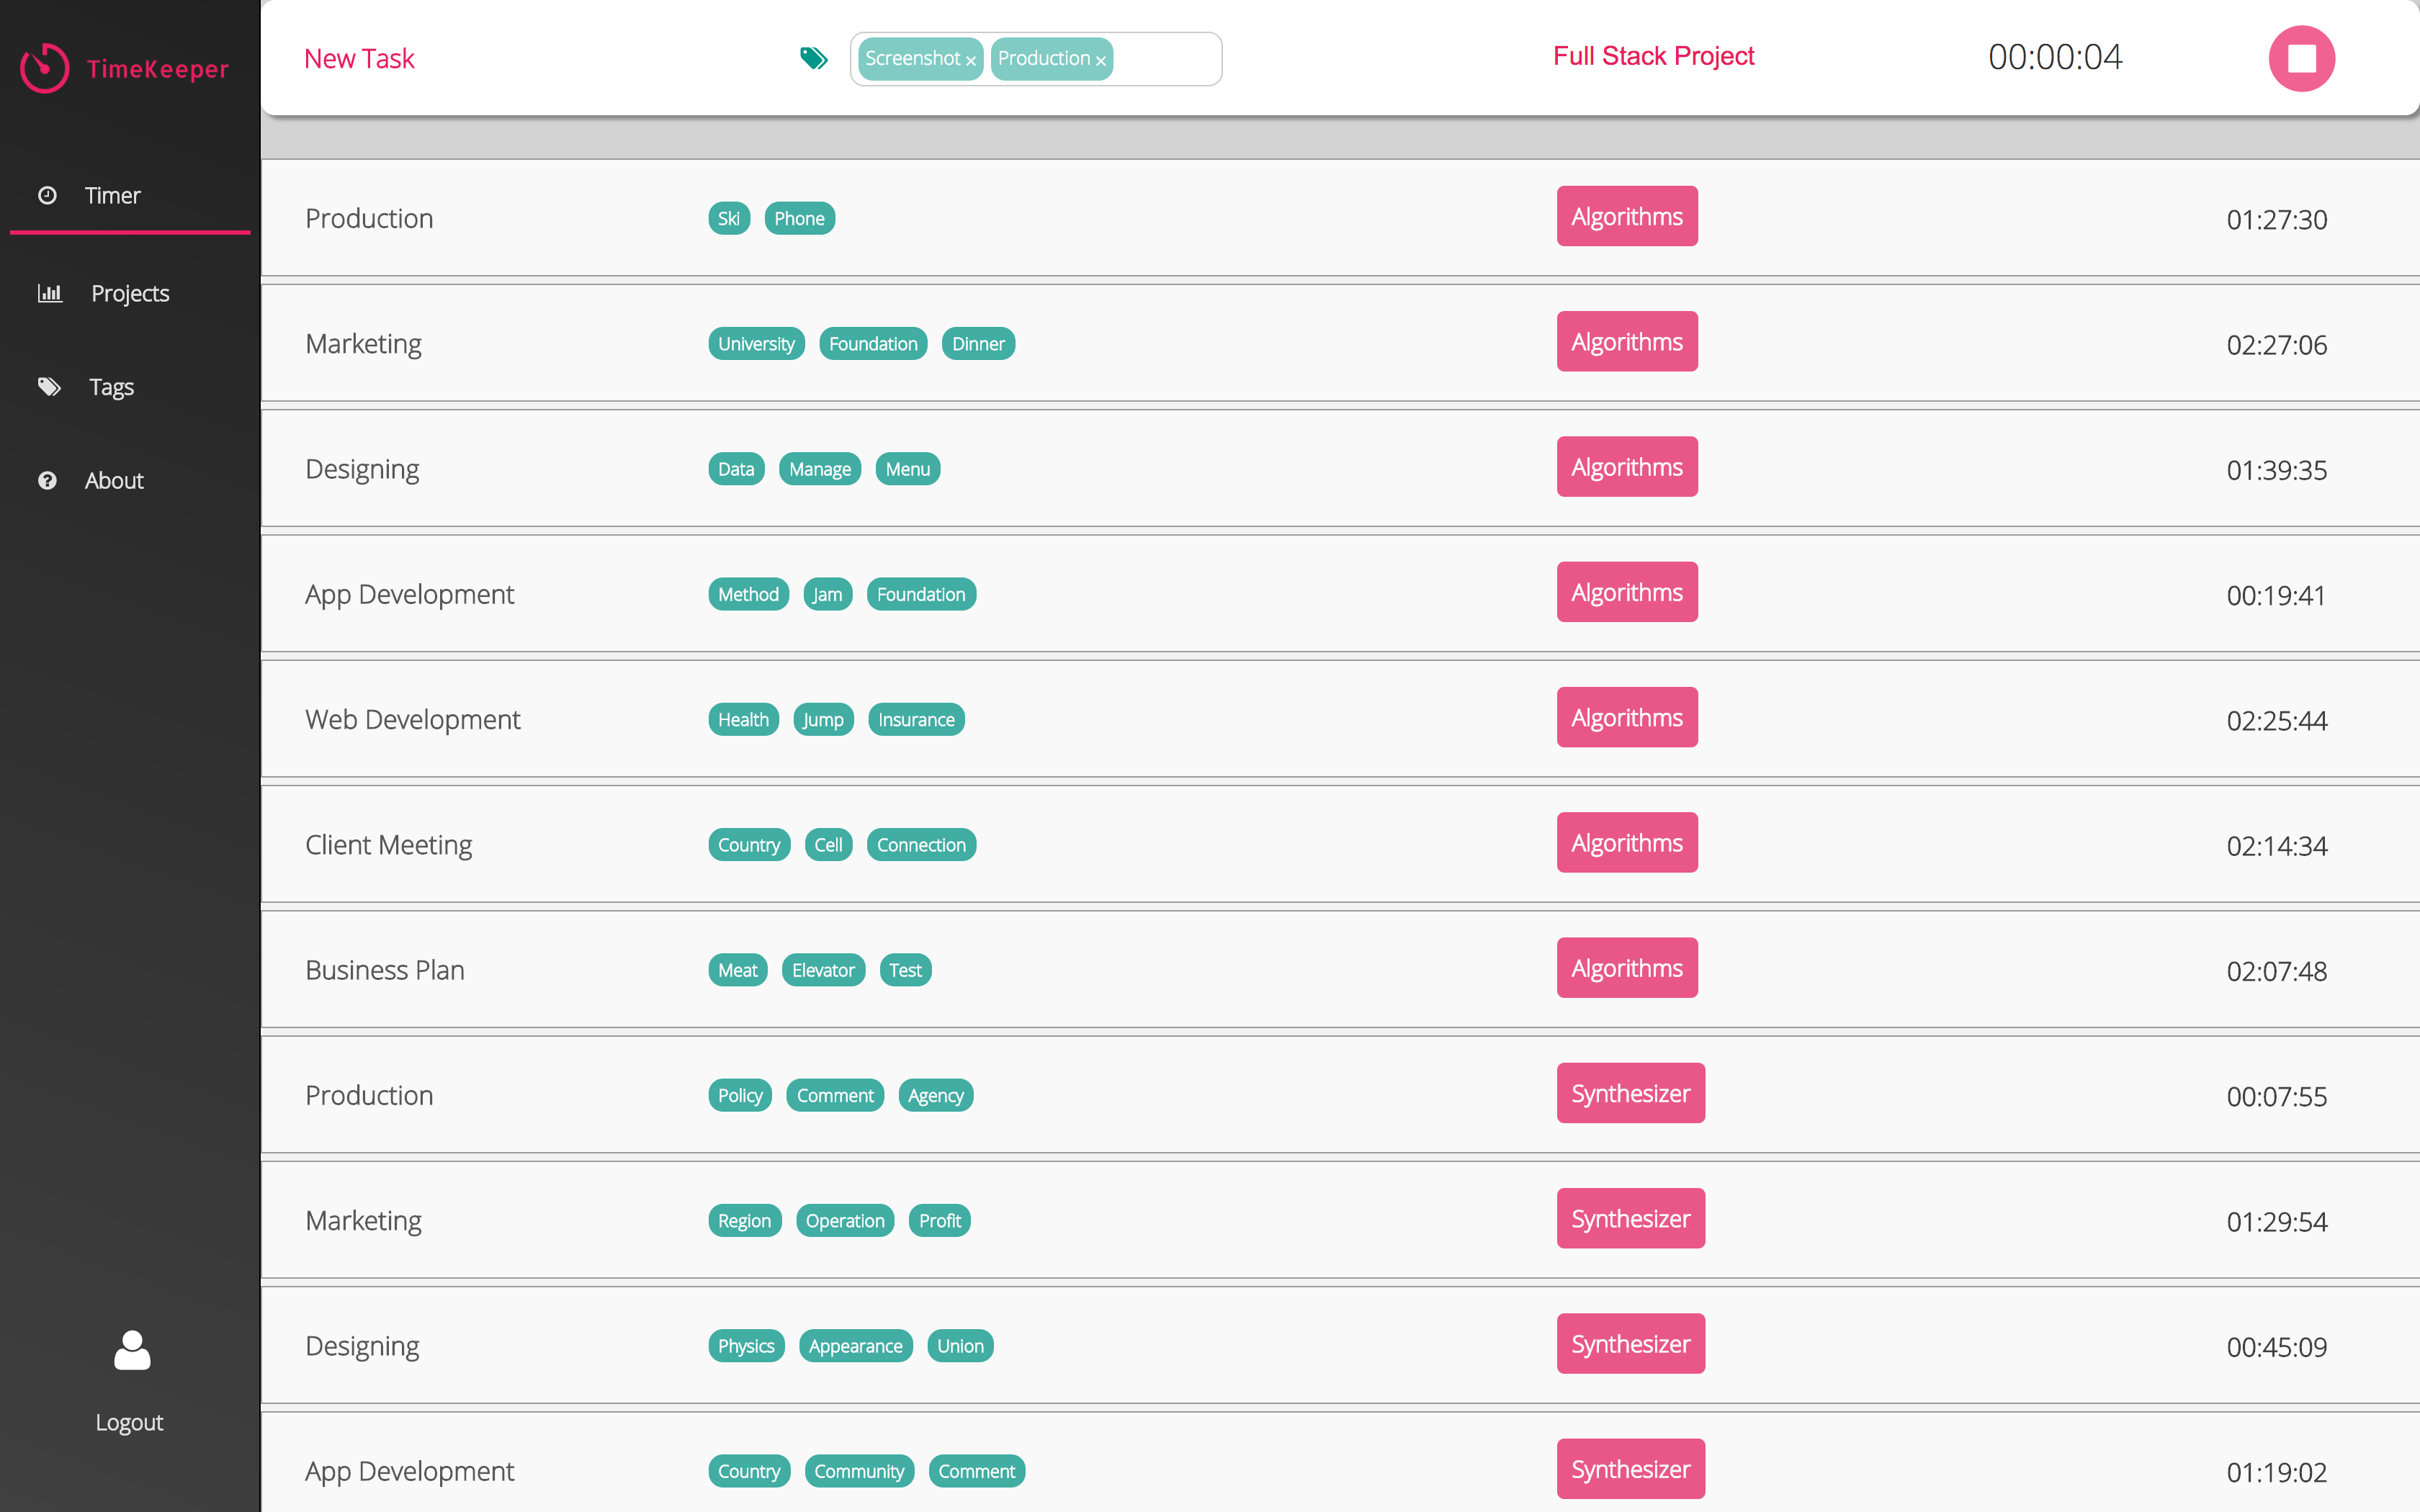 TimeKeeper
Timer
Projects
Tags
About
Logout
New Task Screenshot × Production × Full Stack Project 00:00:04
Production Ski Phone Algorithms 01:27:30
Marketing University Foundation Dinner Algorithms 02:27:06
Designing Data Manage Menu Algorithms 01:39:35
App Development Method Jam Foundation Algorithms 00:19:41
Web Development Health Jump Insurance Algorithms 02:25:44
Client Meeting Country Cell Connection Algorithms 02:14:34
Business Plan Meat Elevator Test Algorithms 02:07:48
Production Policy Comment Agency Synthesizer 00:07:55
Marketing Region Operation Profit Synthesizer 01:29:54
Designing Physics Appearance Union Synthesizer 00:45:09
App Development Country Community Comment Synthesizer 01:19:02